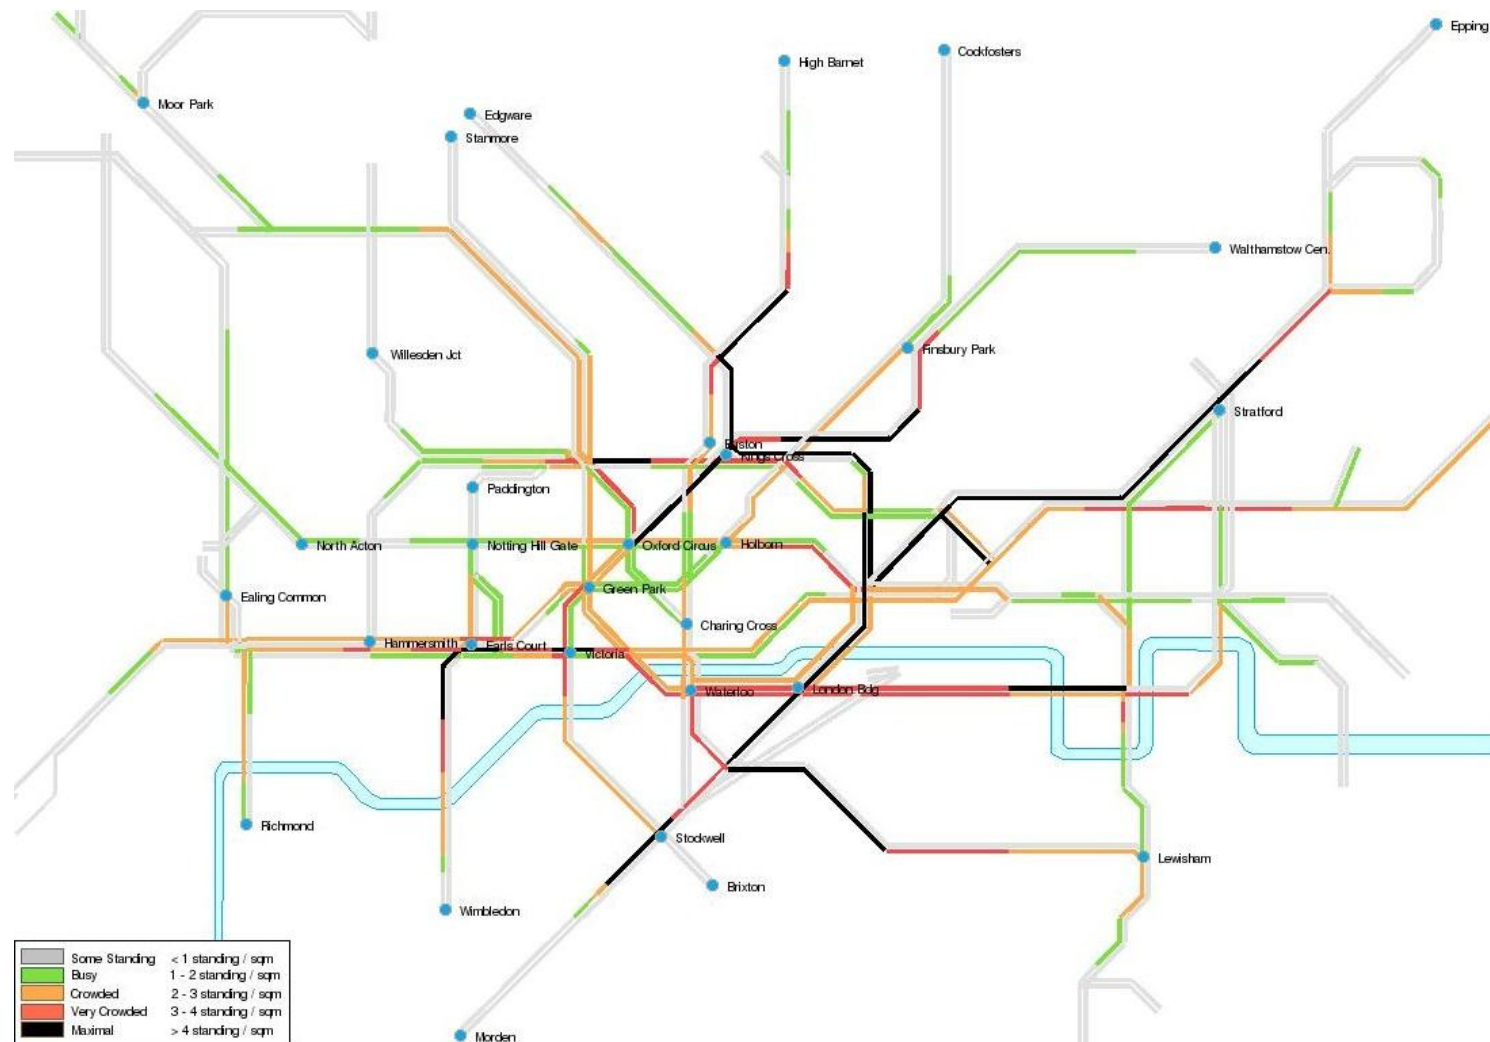 Epping
Cockfosters
High Barnet
Moor Park
Edgware
Stanmore
Walthamstow Cen.
Finsbury Park
Willesden Jct
Stratford
Euston
Kings Cross
Paddington
North Acton
Notting Hill Gate
Oxford Circus
Holborn
Green Park
Ealing Common
Charing Cross
Hammersmith
Earls Court
Victoria
Waterloo
London Bdg
Richmond
Stockwell
Lewisham
Brixton
Wimbledon
Morden
Some Standing < 1 standing / sqm
Busy 1 - 2 standing / sqm
Crowded 2 - 3 standing / sqm
Very Crowded 3 - 4 standing / sqm
Maximal > 4 standing / sqm